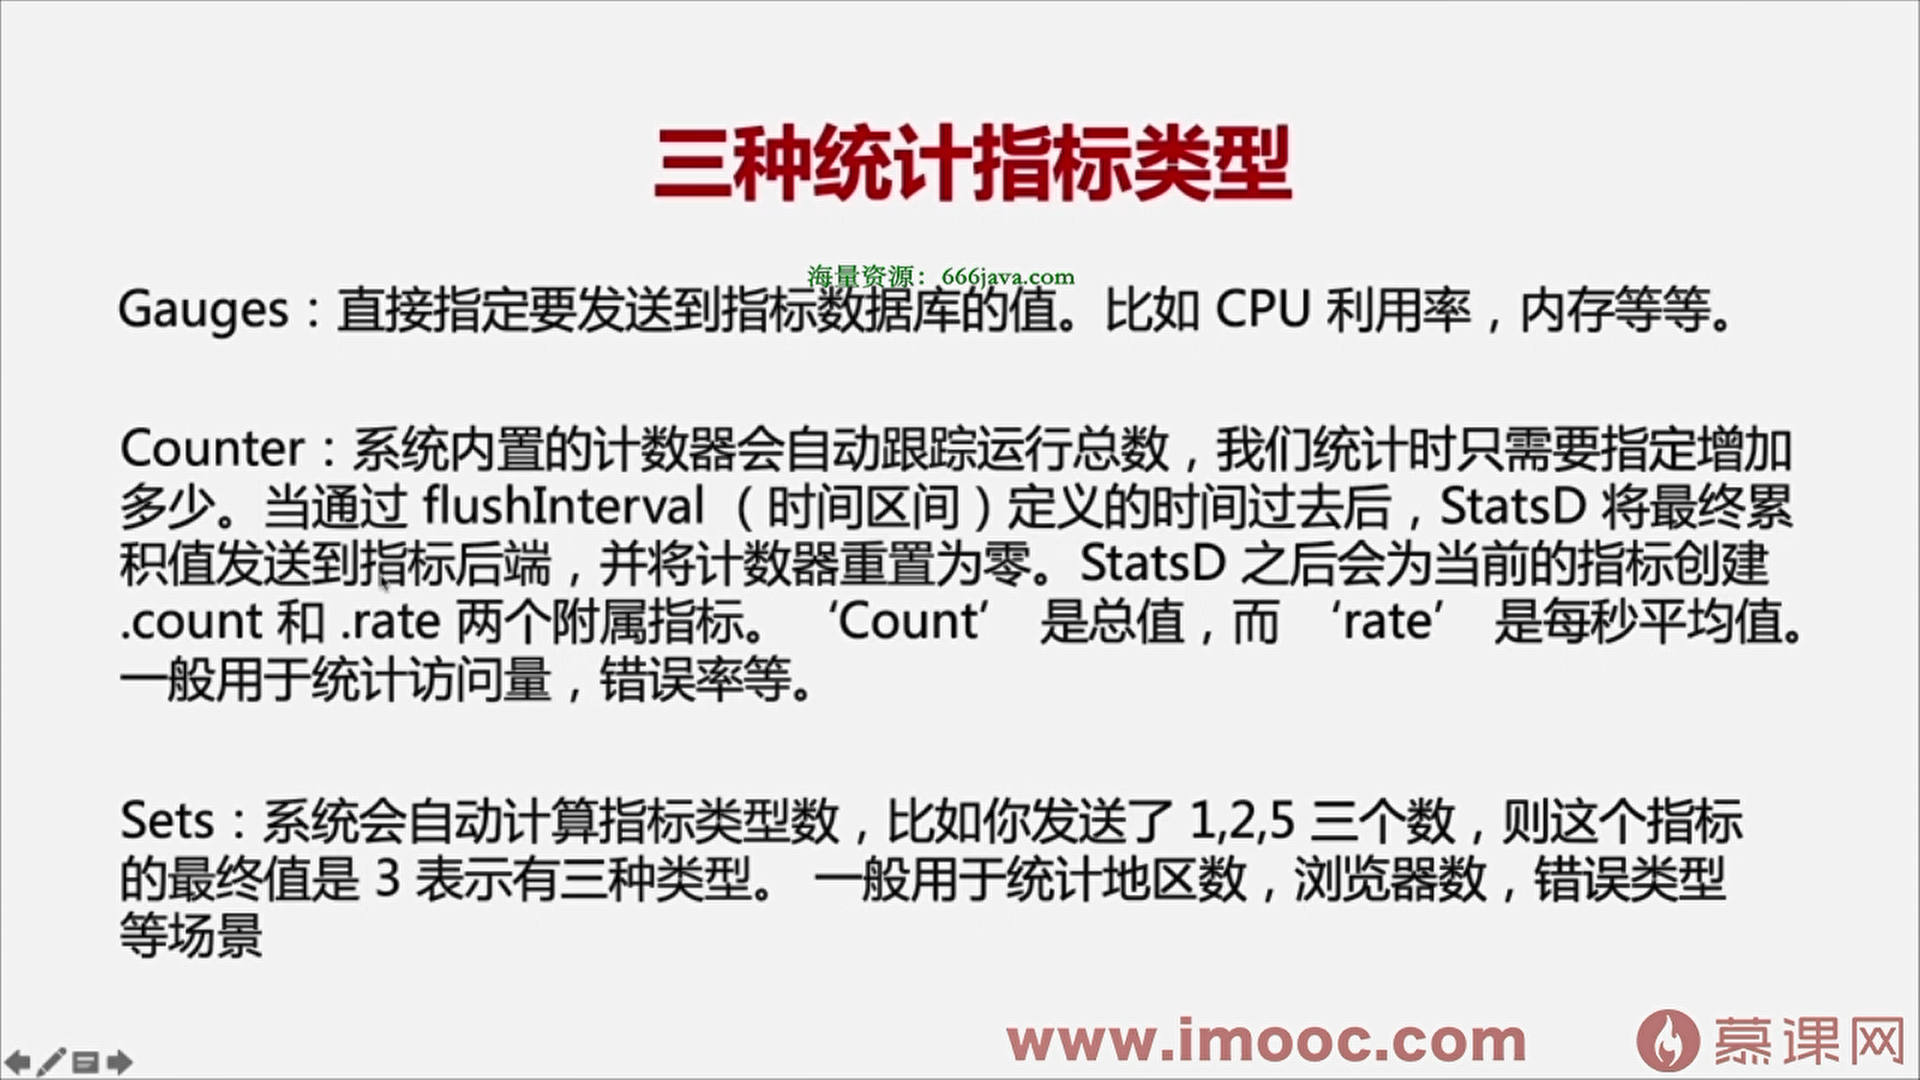 三种统计指标类型
海量资源：666java.com
Gauges：直接指定要发送到指标数据库的值。比如 CPU 利用率，内存等等。
Counter：系统内置的计数器会自动跟踪运行总数，我们统计时只需要指定增加
多少。当通过 flushInterval （时间区间）定义的时间过去后，StatsD 将最终累
积值发送到指标后端，并将计数器重置为零。StatsD 之后会为当前的指标创建
.count 和 .rate 两个附属指标。 ‘Count’ 是总值，而 ‘rate’ 是每秒平均值。
一般用于统计访问量，错误率等。
Sets：系统会自动计算指标类型数，比如你发送了 1,2,5 三个数，则这个指标
的最终值是 3 表示有三种类型。 一般用于统计地区数，浏览器数，错误类型
等场景
www.imooc.com 慕课网